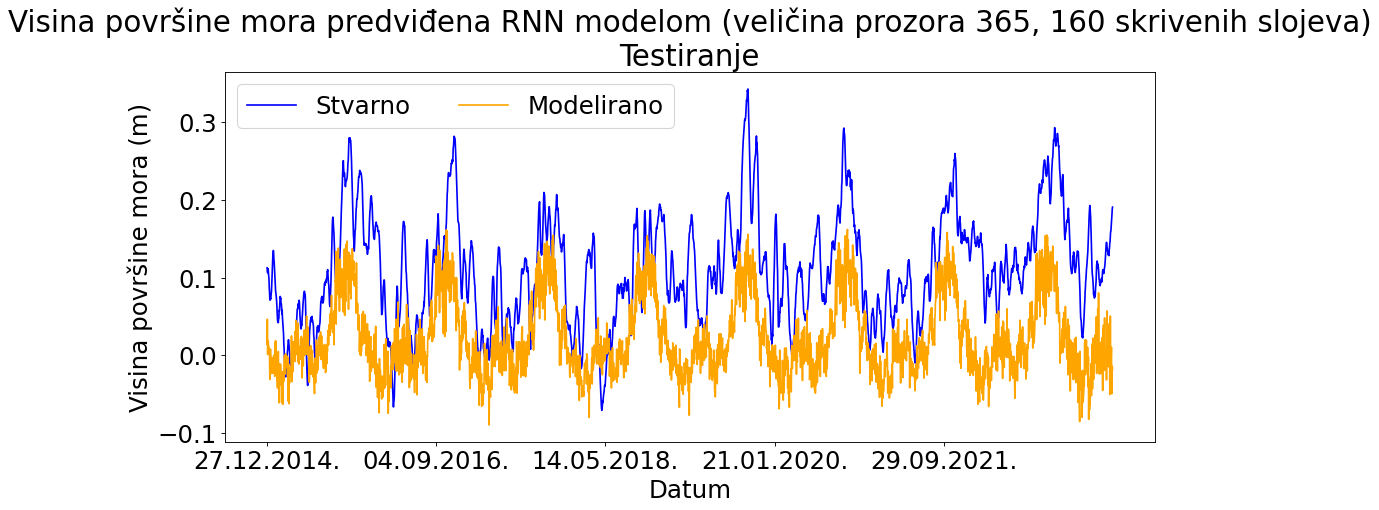 Visina površine mora predviđena RNN modelom (veličina prozora 365, 160 skrivenih slojeva)
Testiranje
Stvarno Modelirano
Visina površine mora (m)
0.3
0.2
0.1
0.0
−0.1
27.12.2014. 04.09.2016. 14.05.2018. 21.01.2020. 29.09.2021.
Datum